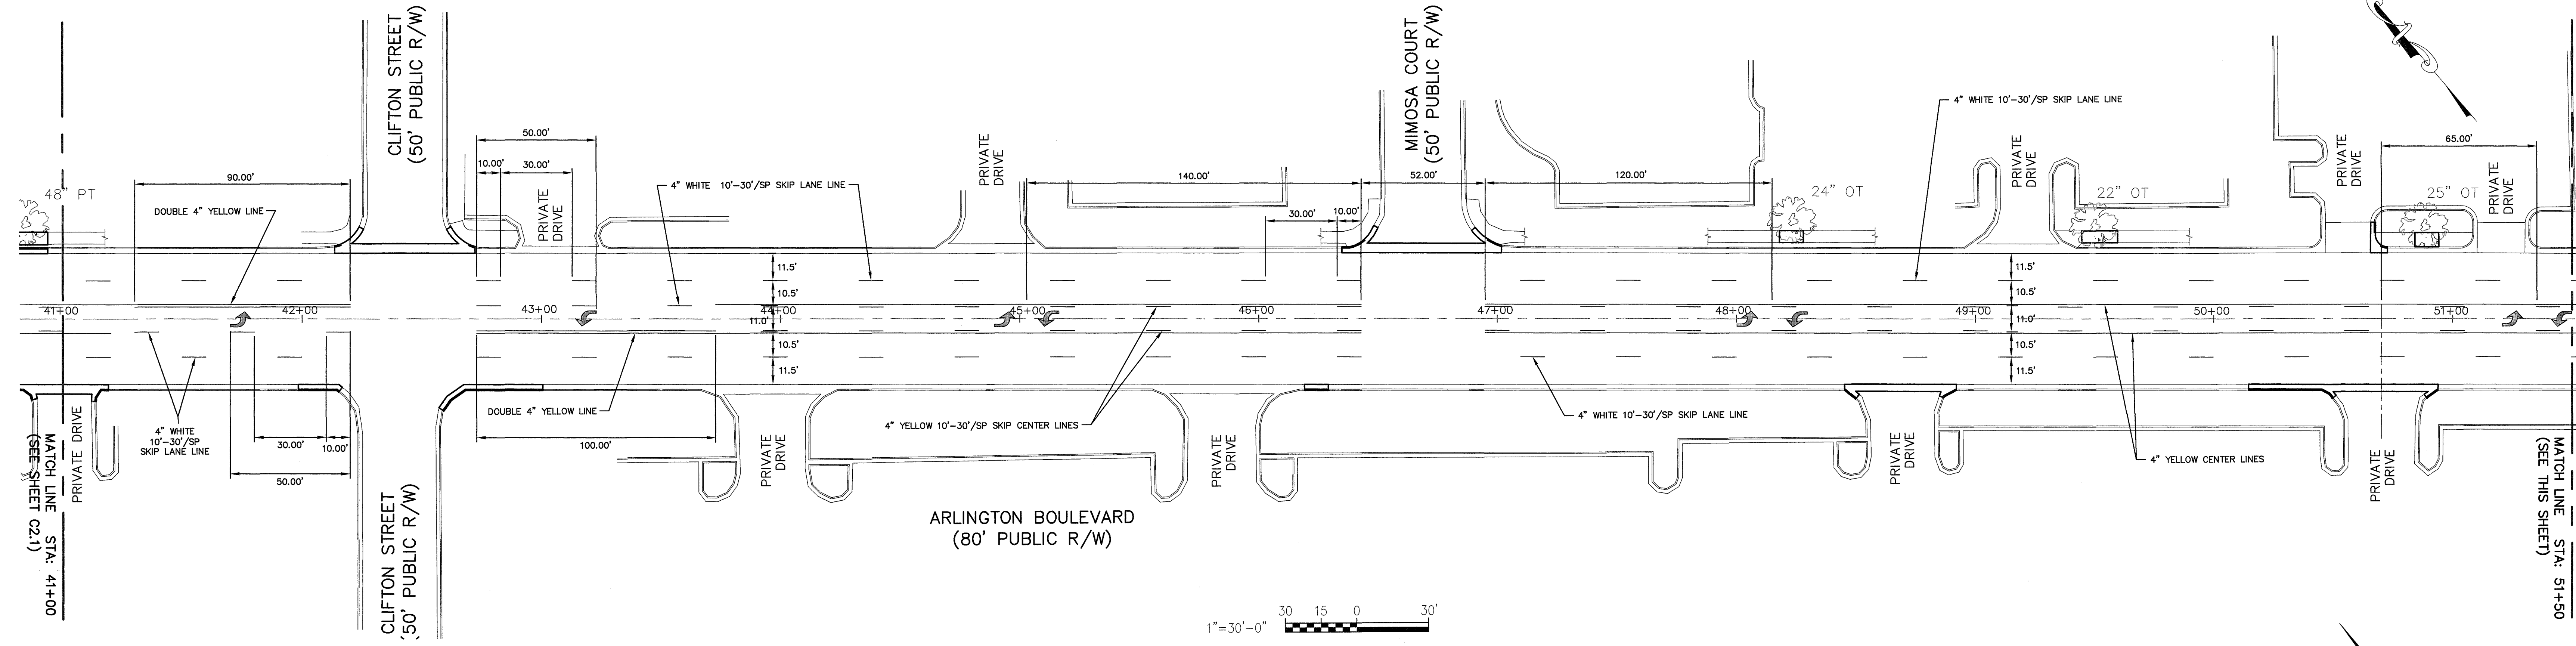 CLIFTON STREET
(50' PUBLIC R/W)
MIMOSA COURT
(50' PUBLIC R/W)
48" PT
90.00'
DOUBLE 4" YELLOW LINE
50.00'
10.00'
30.00'
PRIVATE
DRIVE
4" WHITE 10'-30'/SP SKIP LANE LINE
PRIVATE
DRIVE
140.00'
30.00'
10.00'
52.00'
120.00'
24" OT
4" WHITE 10'-30'/SP SKIP LANE LINE
PRIVATE
DRIVE
22" OT
PRIVATE
DRIVE
65.00'
25" OT
PRIVATE
DRIVE
11.5'
10.5'
11.0'
10.5'
11.5'
11.5'
10.5'
11.0'
10.5'
11.5'
41+00
42+00
43+00
44+00
45+00
46+00
47+00
48+00
49+00
50+00
51+00
MATCH LINE STA: 41+00
(SEE SHEET C2.1)
PRIVATE DRIVE
4" WHITE
10'-30'/SP
SKIP LANE LINE
30.00'
10.00'
50.00'
CLIFTON STREET
(50' PUBLIC R/W)
DOUBLE 4" YELLOW LINE
100.00'
PRIVATE
DRIVE
4" YELLOW 10'-30'/SP SKIP CENTER LINES
PRIVATE
DRIVE
4" WHITE 10'-30'/SP SKIP LANE LINE
PRIVATE
DRIVE
4" YELLOW CENTER LINES
PRIVATE
DRIVE
MATCH LINE STA: 51+50
(SEE THIS SHEET)
ARLINGTON BOULEVARD
(80' PUBLIC R/W)
1"=30'-0"
30 15 0 30'